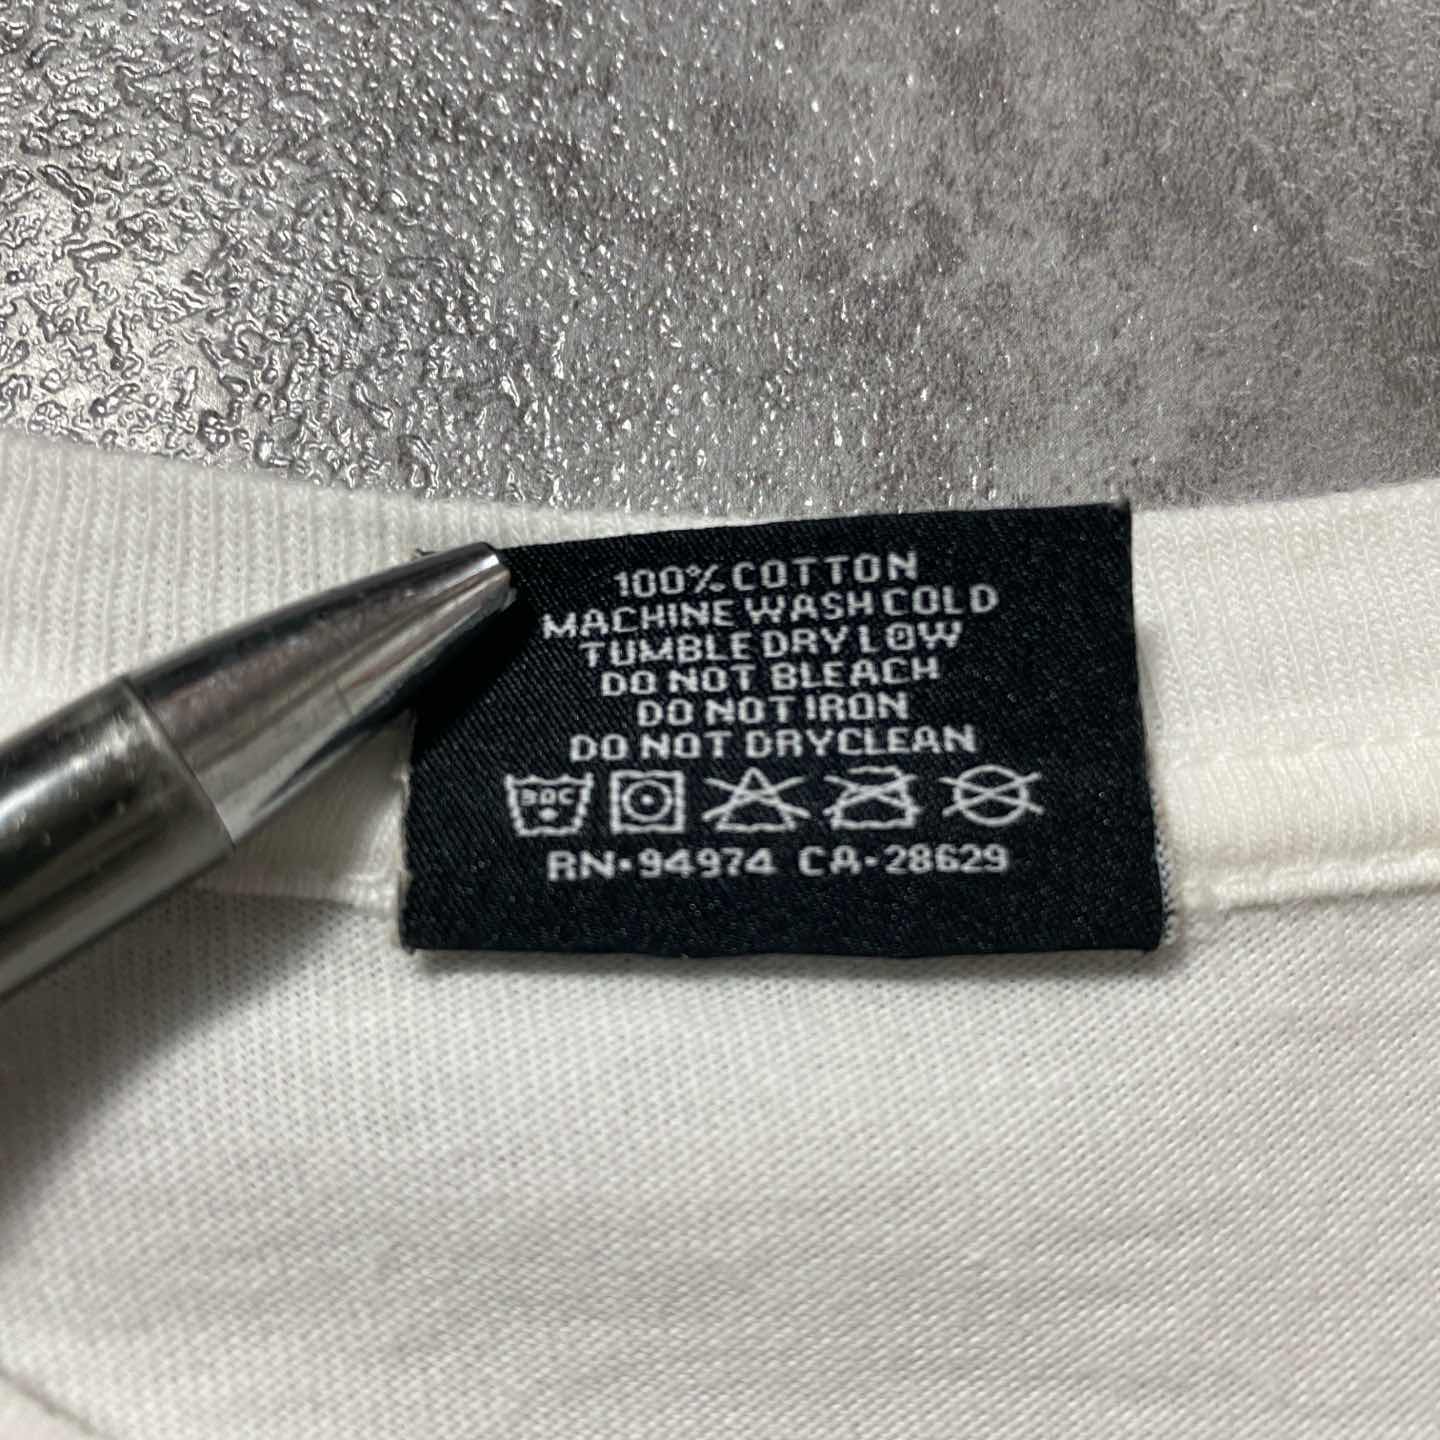 100% COTTON
MACHINE WASH COLD
TUMBLE DRY LOW
DO NOT BLEACH
DO NOT IRON
DO NOT DRYCLEAN
30C
RN·94974 CA·28629